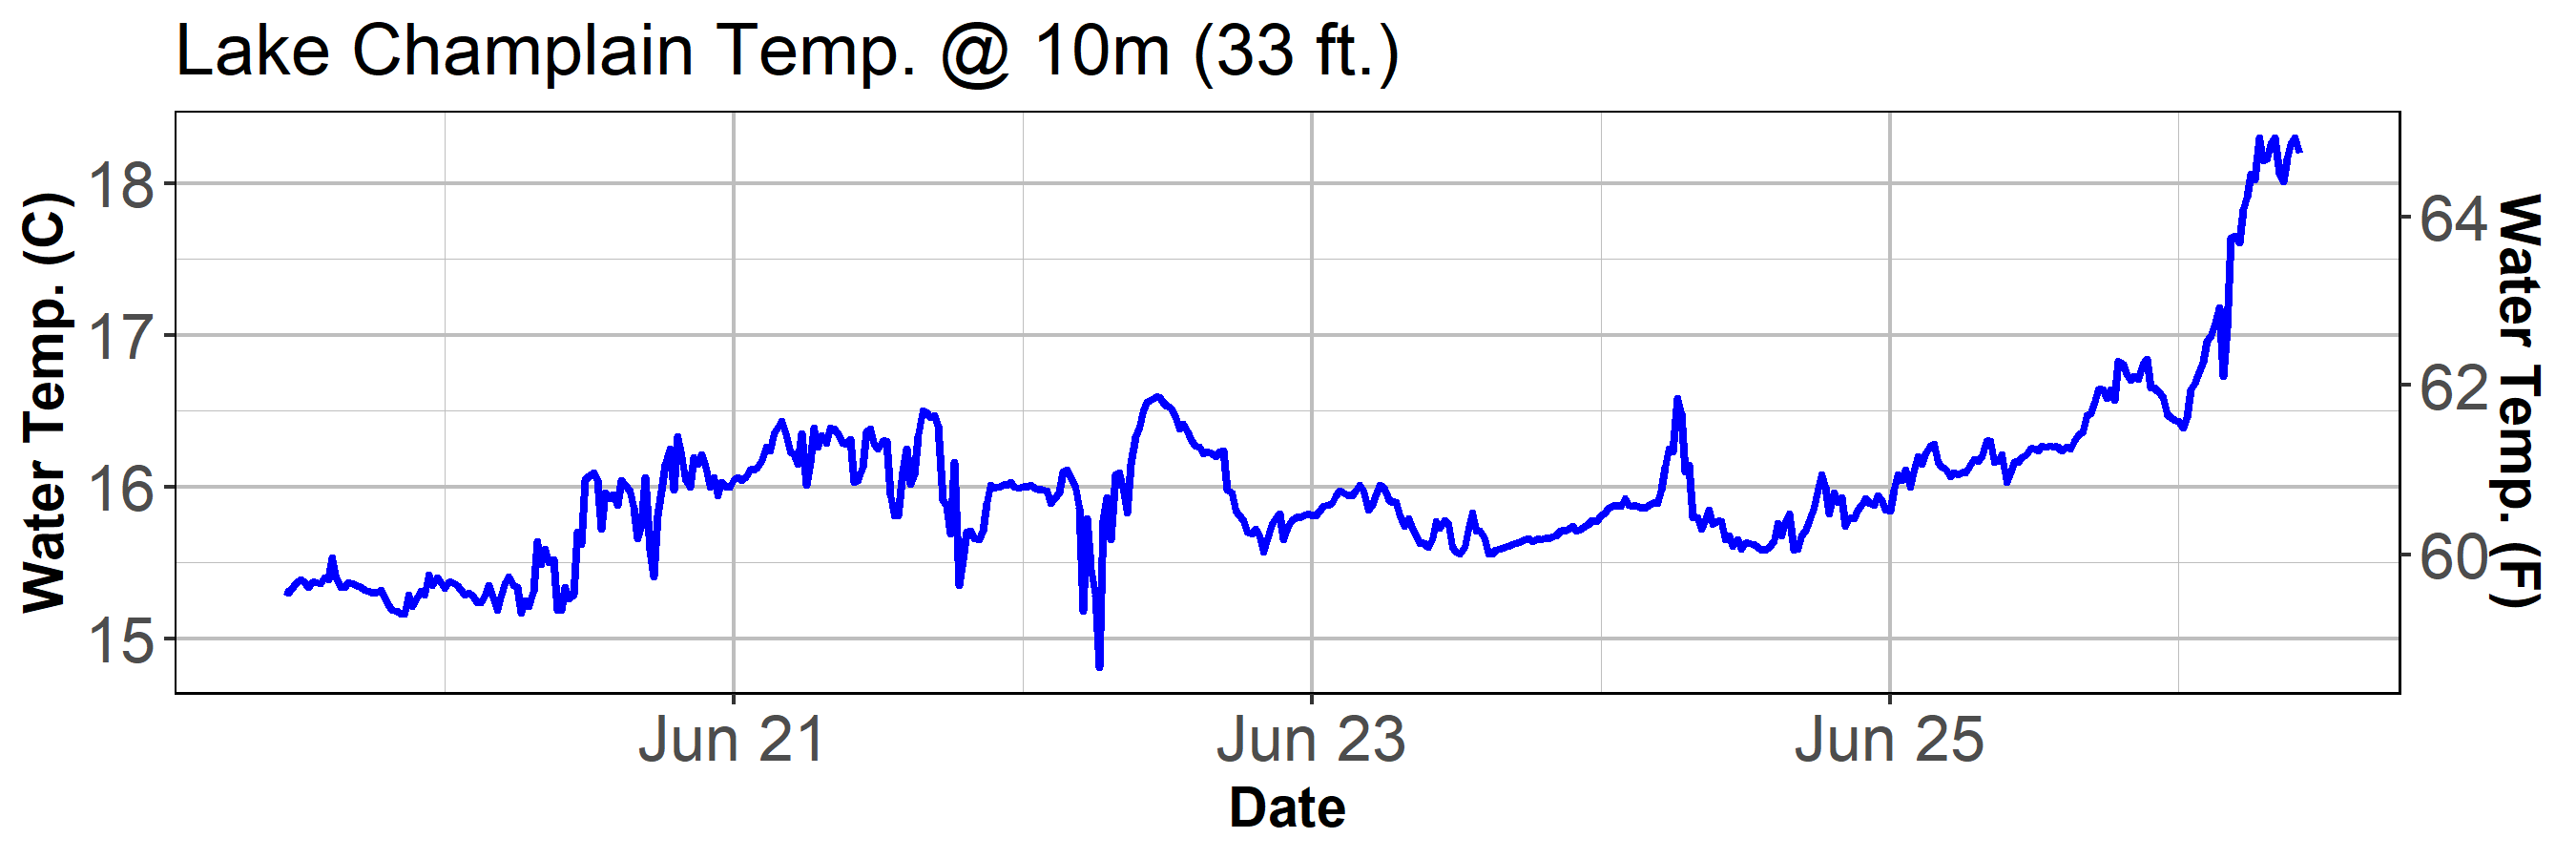 Lake Champlain Temp. @ 10m (33 ft.)
Water Temp. (C)
18
17
16
15
64
62
60
Water Temp. (F)
Jun 21 Jun 23 Jun 25
Date